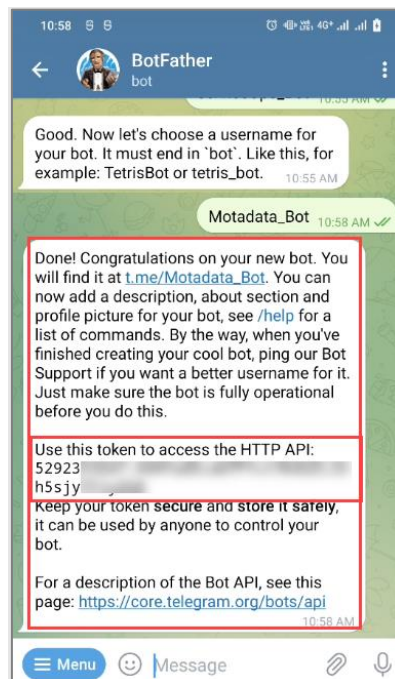 10:58
4G+
BotFather
bot
10:55 AM
Good. Now let's choose a username for
your bot. It must end in `bot`. Like this, for
example: TetrisBot or tetris_bot.
10:55 AM
Motadata_Bot
10:58 AM
Done! Congratulations on your new bot. You
will find it at t.me/Motadata_Bot. You can
now add a description, about section and
profile picture for your bot, see /help for a
list of commands. By the way, when you've
finished creating your cool bot, ping our Bot
Support if you want a better username for it.
Just make sure the bot is fully operational
before you do this.
Use this token to access the HTTP API:
52923
h5sjy
Keep your token secure and store it safely,
it can be used by anyone to control your
bot.
For a description of the Bot API, see this
page: https://core.telegram.org/bots/api
10:58 AM
Menu
Message